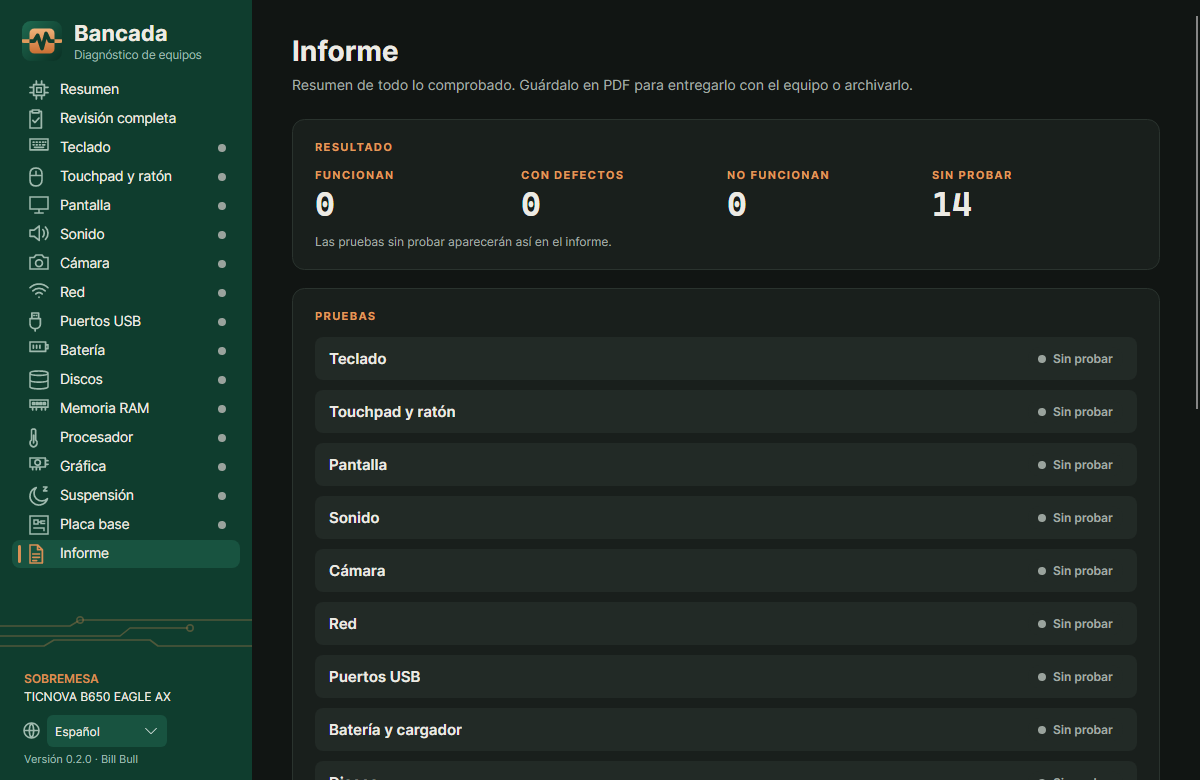 Bancada
Diagnóstico de equipos
Resumen
Revisión completa
Teclado
Touchpad y ratón
Pantalla
Sonido
Cámara
Red
Puertos USB
Batería
Discos
Memoria RAM
Procesador
Gráfica
Suspensión
Placa base
Informe
SOBREMESA
TICNOVA B650 EAGLE AX
Español
Versión 0.2.0 · Bill Bull
Informe
Resumen de todo lo comprobado. Guárdalo en PDF para entregarlo con el equipo o archivarlo.
RESULTADO
FUNCIONAN
0
CON DEFECTOS
0
NO FUNCIONAN
0
SIN PROBAR
14
Las pruebas sin probar aparecerán así en el informe.
PRUEBAS
Teclado Sin probar
Touchpad y ratón Sin probar
Pantalla Sin probar
Sonido Sin probar
Cámara Sin probar
Red Sin probar
Puertos USB Sin probar
Batería y cargador Sin probar